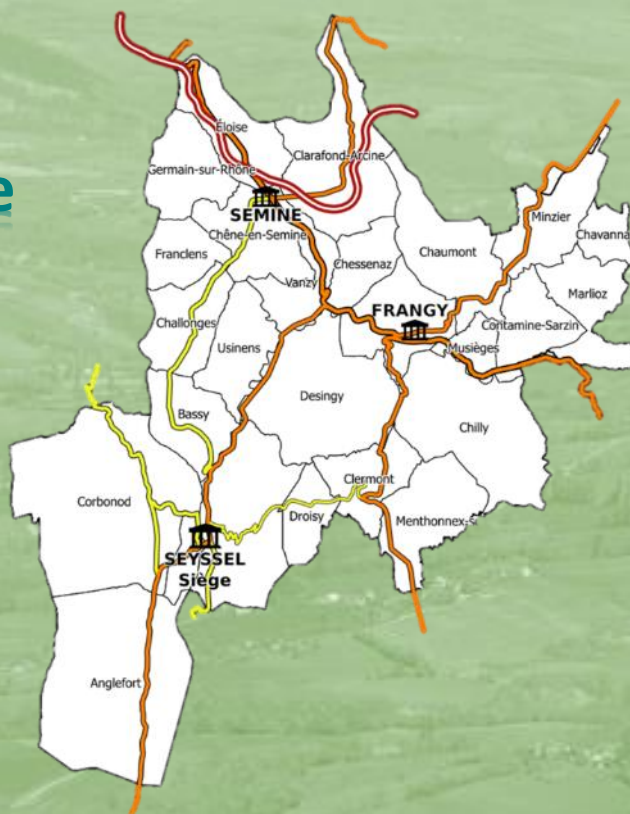 Éloise
Clarafond-Arcine
Germain-sur-Rhône
SEMINE
Minzier
Chêne-en-Semine
Chavanna
Chaumont
Franclens
Chessenaz
Vanzy
Marlioz
FRANGY
Challonges
Contamine-Sarzin
Usinens
Musièges
Desingy
Bassy
Chilly
Clermont
Corbonod
Droisy
Menthonnex-s
SEYSSEL
Siège
Anglefort